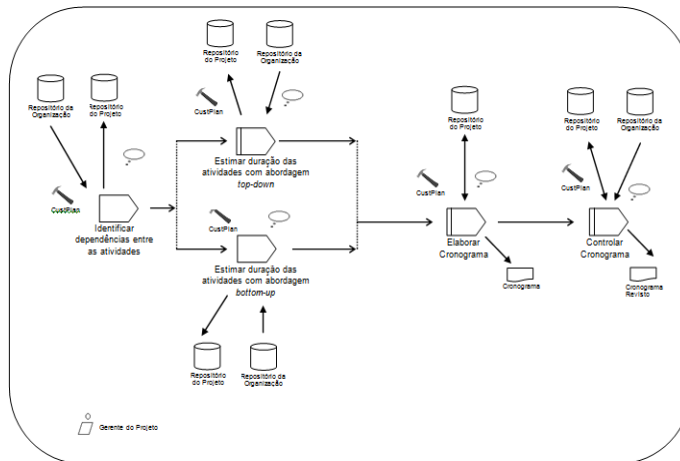 Repositório
do Projeto
Repositório da
Organização
CustPlan
Repositório da
Organização
Repositório
do Projeto
CustPlan
Identificar
dependências entre
as atividades
Estimar duração das
atividades com abordagem
top-down
CustPlan
Estimar duração das
atividades com abordagem
bottom-up
Repositório
do Projeto
Repositório da
Organização
Repositório
do Projeto
CustPlan
Elaborar
Cronograma
Cronograma
Repositório
do Projeto
Repositório da
Organização
CustPlan
Controlar
Cronograma
Cronograma
Revisto
Gerente do Projeto